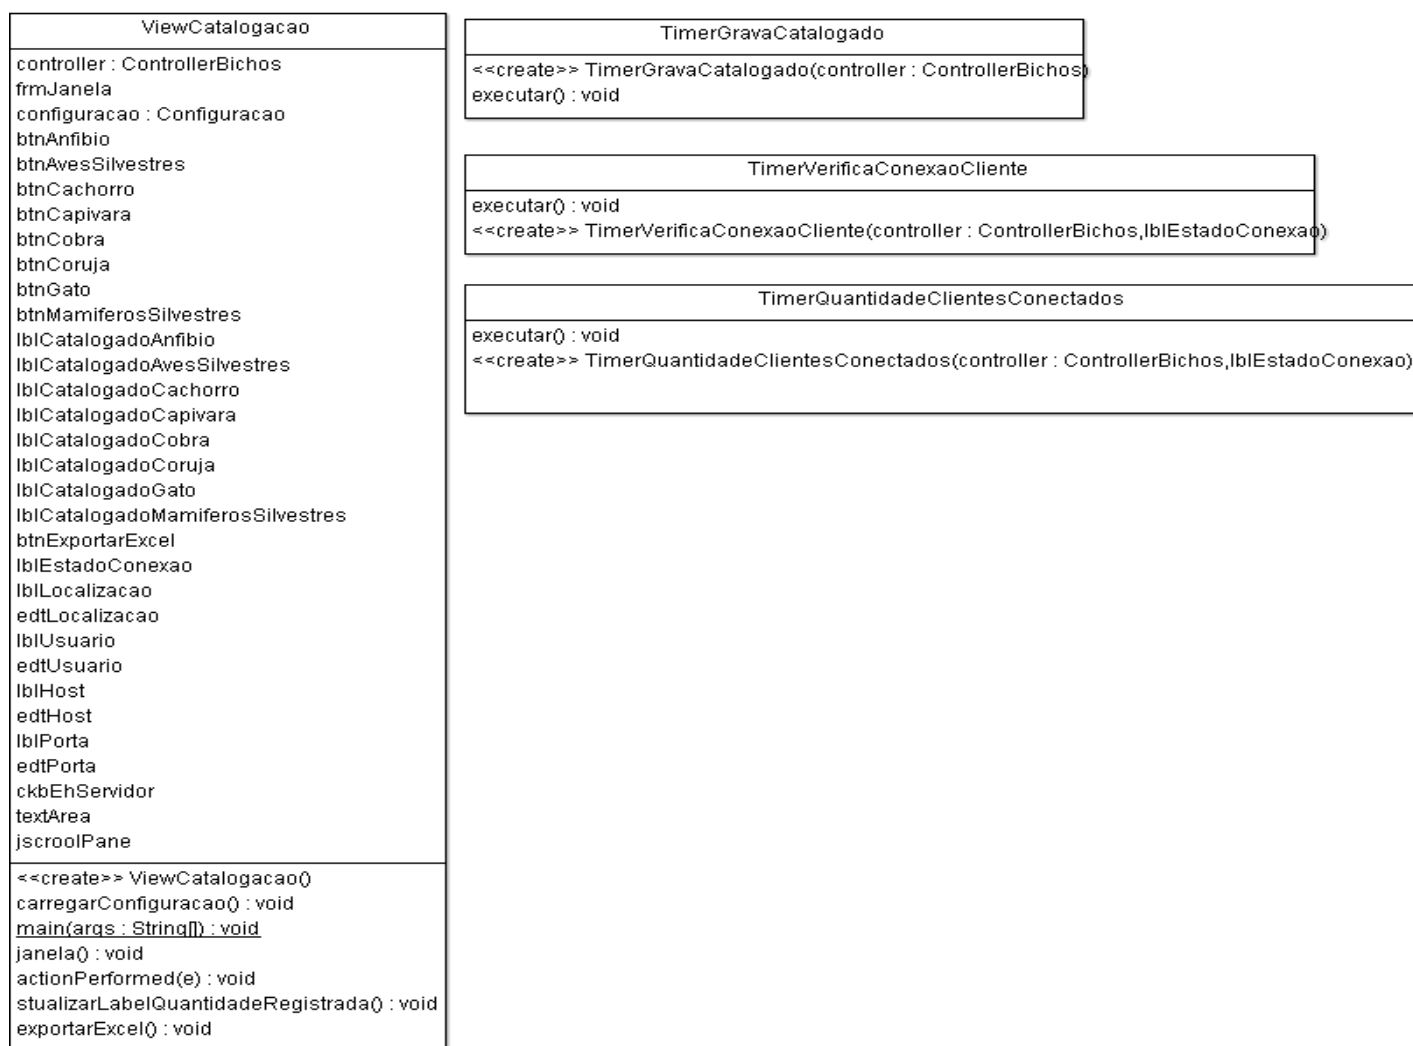 ViewCatalogacao
controller : ControllerBichos
frmJanela
configuracao : Configuracao
btnAnfibio
btnAvesSilvestres
btnCachorro
btnCapivara
btnCobra
btnCoruja
btnGato
btnMamiferosSilvestres
lblCatalogadoAnfibio
lblCatalogadoAvesSilvestres
lblCatalogadoCachorro
lblCatalogadoCapivara
lblCatalogadoCobra
lblCatalogadoCoruja
lblCatalogadoGato
lblCatalogadoMamiferosSilvestres
btnExportarExcel
lblEstadoConexao
lblLocalizacao
edtLocalizacao
lblUsuario
edtUsuario
lblHost
edtHost
lblPorta
edtPorta
ckbEhServidor
textArea
jscroolPane
<<create>> ViewCatalogacao()
carregarConfiguracao() : void
main(args : String[]) : void
janela() : void
actionPerformed(e) : void
stualizarLabelQuantidadeRegistrada() : void
exportarExcel() : void
TimerGravaCatalogado
<<create>> TimerGravaCatalogado(controller : ControllerBichos)
executar() : void
TimerVerificaConexaoCliente
executar() : void
<<create>> TimerVerificaConexaoCliente(controller : ControllerBichos,lblEstadoConexao)
TimerQuantidadeClientesConectados
executar() : void
<<create>> TimerQuantidadeClientesConectados(controller : ControllerBichos,lblEstadoConexao)